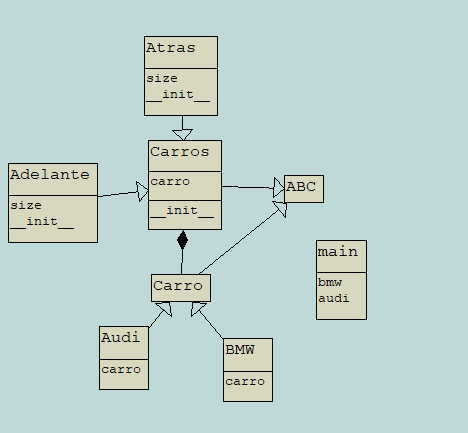 Atras
size
__init__
Carros
carro
__init__
Adelante
size
__init__
ABC
main
bmw
audi
Carro
Audi
carro
BMW
carro